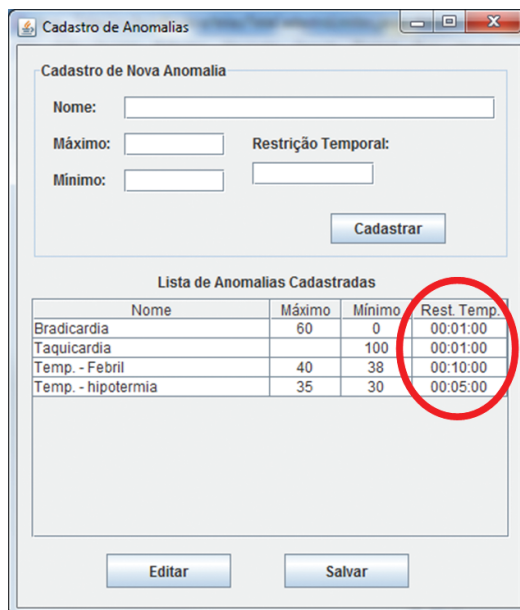 Cadastro de Anomalias
Cadastro de Nova Anomalia
Nome:
Máximo: Restrição Temporal:
Mínimo:
Cadastrar
Lista de Anomalias Cadastradas
Nome Máximo Mínimo Rest. Temp.
Bradicardia 60 0 00:01:00
Taquicardia 100 00:01:00
Temp. - Febril 40 38 00:10:00
Temp. - hipotermia 35 30 00:05:00
Editar Salvar